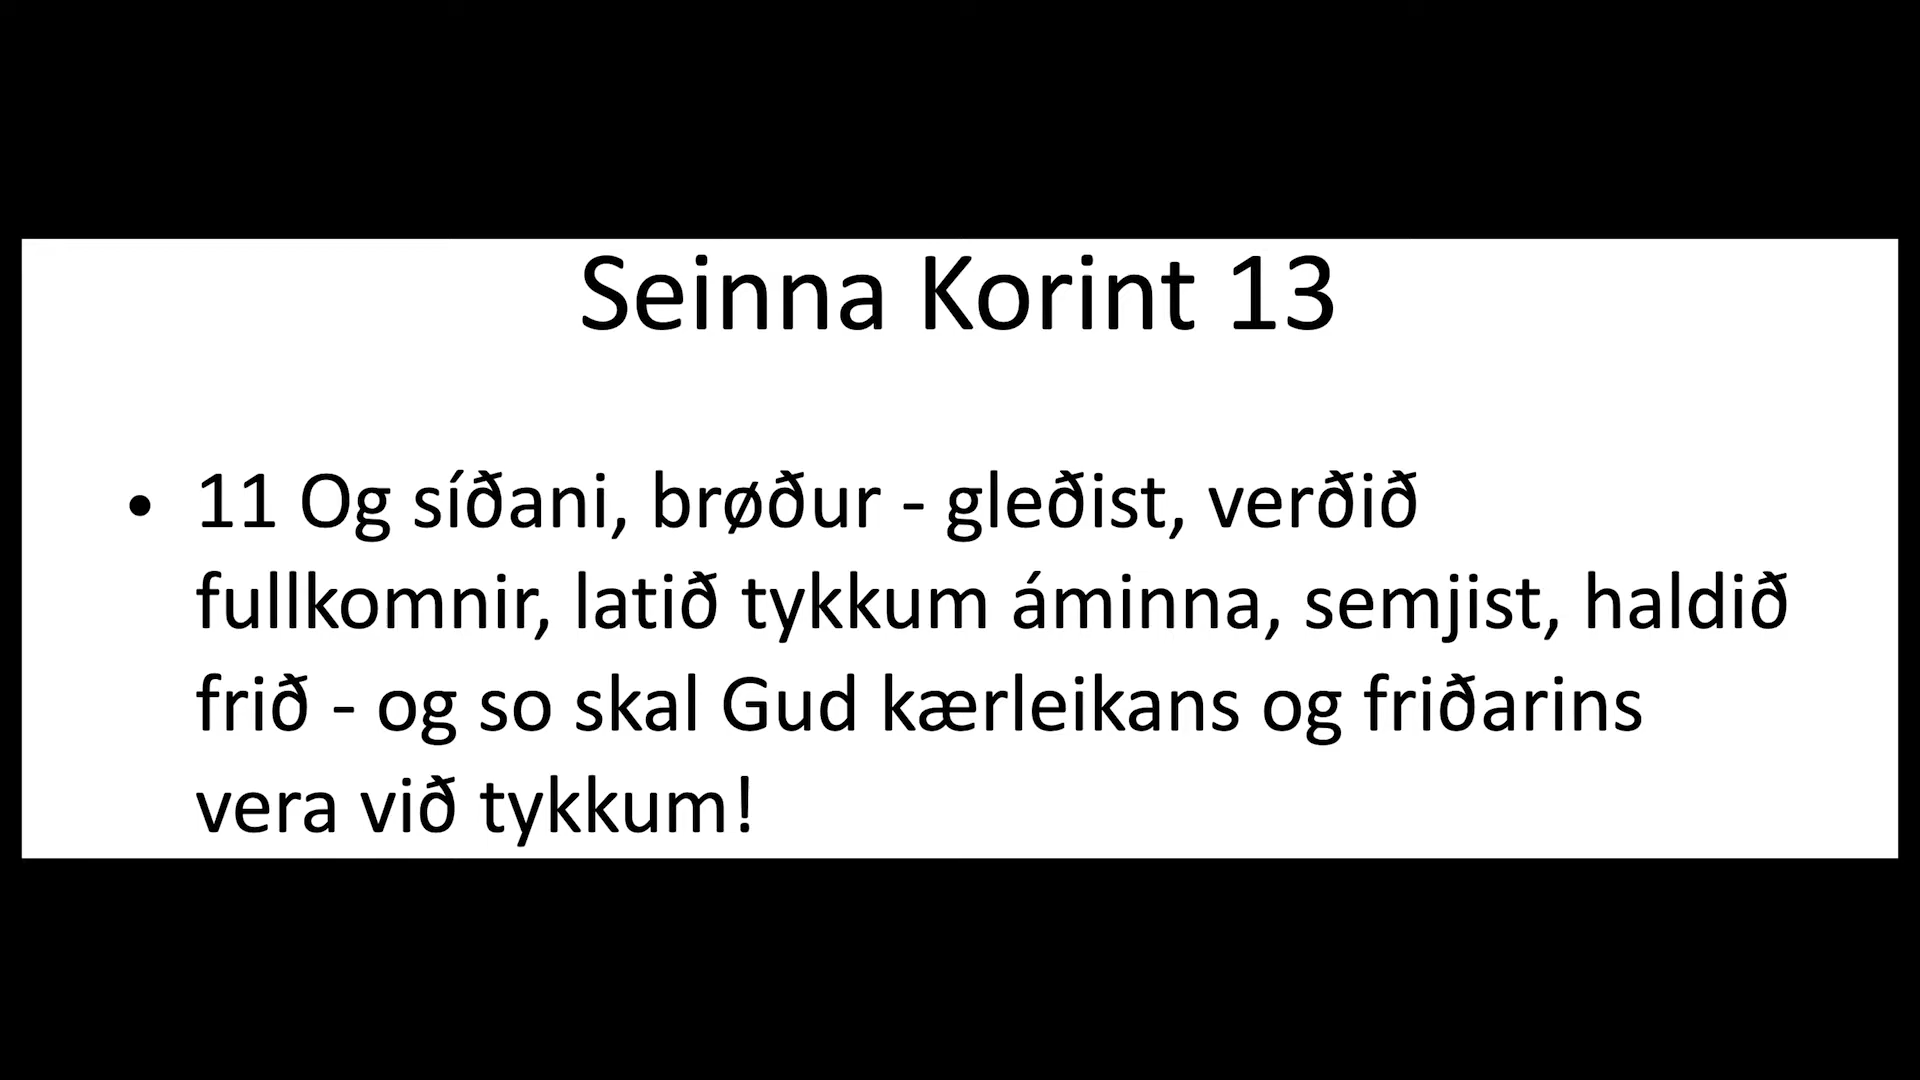 Seinna Korint 13
• 11 Og síðani, brøður - gleðist, verðið
fullkomnir, latið tykkum áminna, semjist, haldið
frið - og so skal Gud kærleikans og friðarins
vera við tykkum!